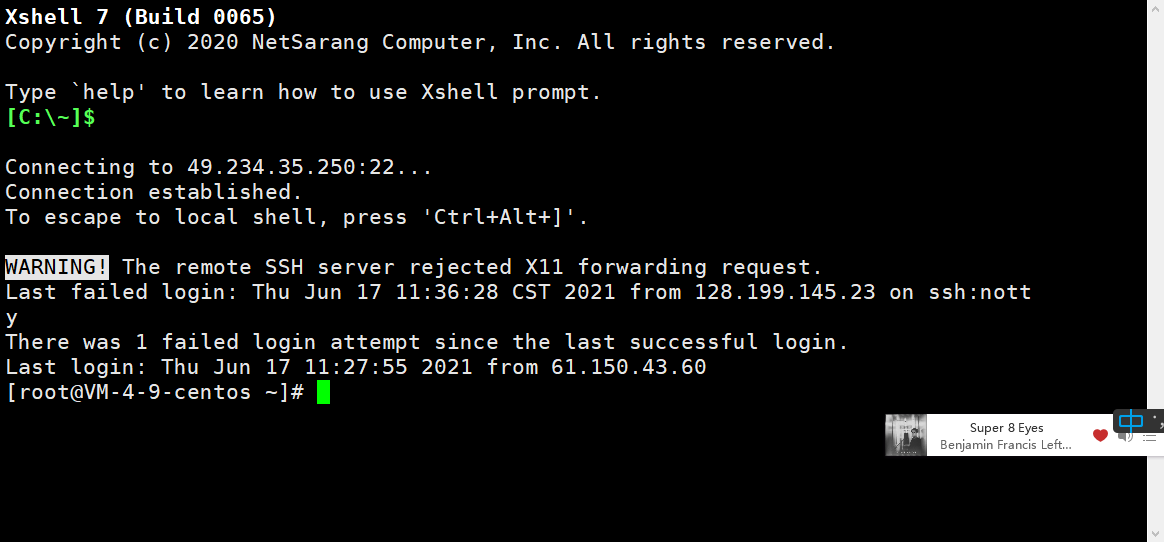 Xshell 7 (Build 0065)
Copyright (c) 2020 NetSarang Computer, Inc. All rights reserved.
Type `help' to learn how to use Xshell prompt.
[C:\~]$
Connecting to 49.234.35.250:22...
Connection established.
To escape to local shell, press 'Ctrl+Alt+]'.
WARNING! The remote SSH server rejected X11 forwarding request.
Last failed login: Thu Jun 17 11:36:28 CST 2021 from 128.199.145.23 on ssh:nott
y
There was 1 failed login attempt since the last successful login.
Last login: Thu Jun 17 11:27:55 2021 from 61.150.43.60
[root@VM-4-9-centos ~]#
Super 8 Eyes
Benjamin Francis Left...
中